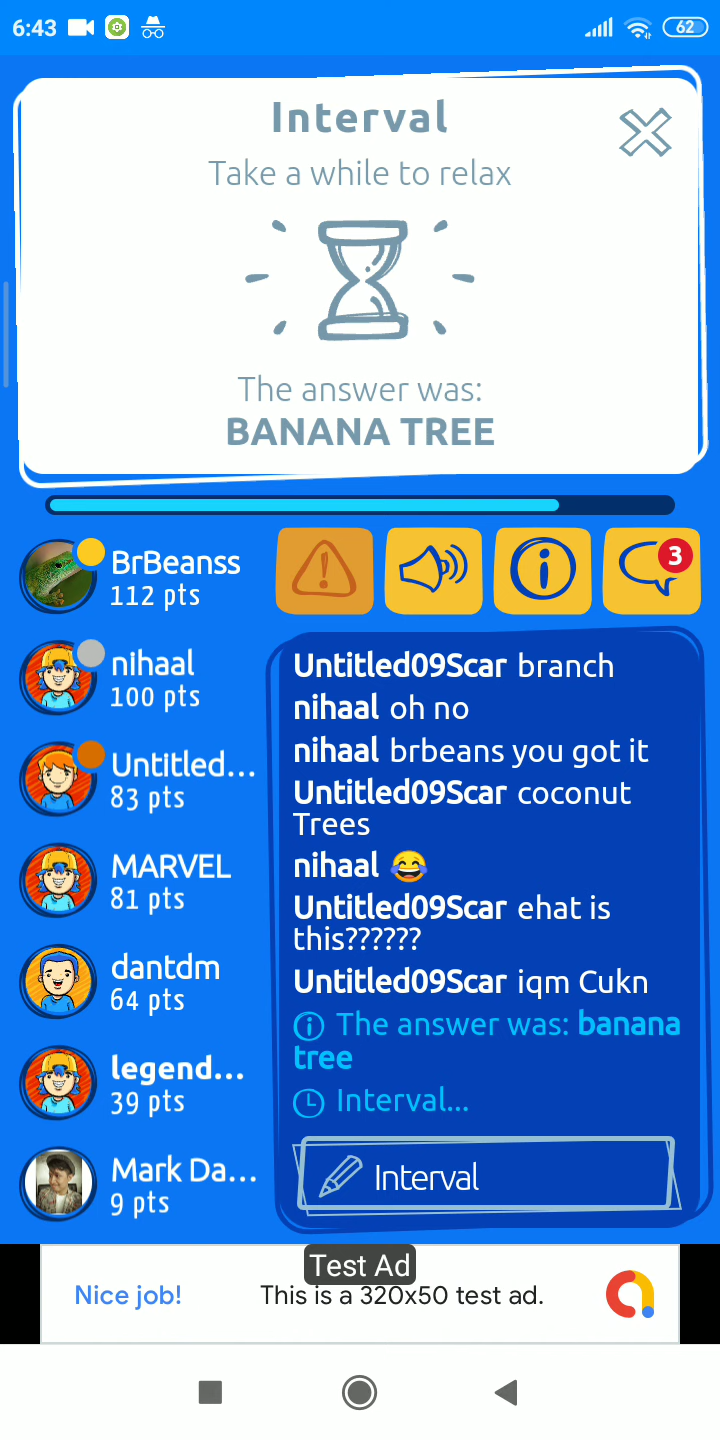 6:43
62
Interval
Take a while to relax
The answer was:
BANANA TREE
BrBeanss
112 pts
3
nihaal
100 pts
Untitled...
83 pts
MARVEL
81 pts
dantdm
64 pts
legend...
39 pts
Mark Da...
9 pts
Untitled09Scar branch
nihaal oh no
nihaal brbeans you got it
Untitled09Scar coconut
Trees
nihaal 😂
Untitled09Scar ehat is
this??????
Untitled09Scar iqm Cukn
The answer was: banana
tree
Interval...
Interval
Test Ad
Nice job!
This is a 320x50 test ad.